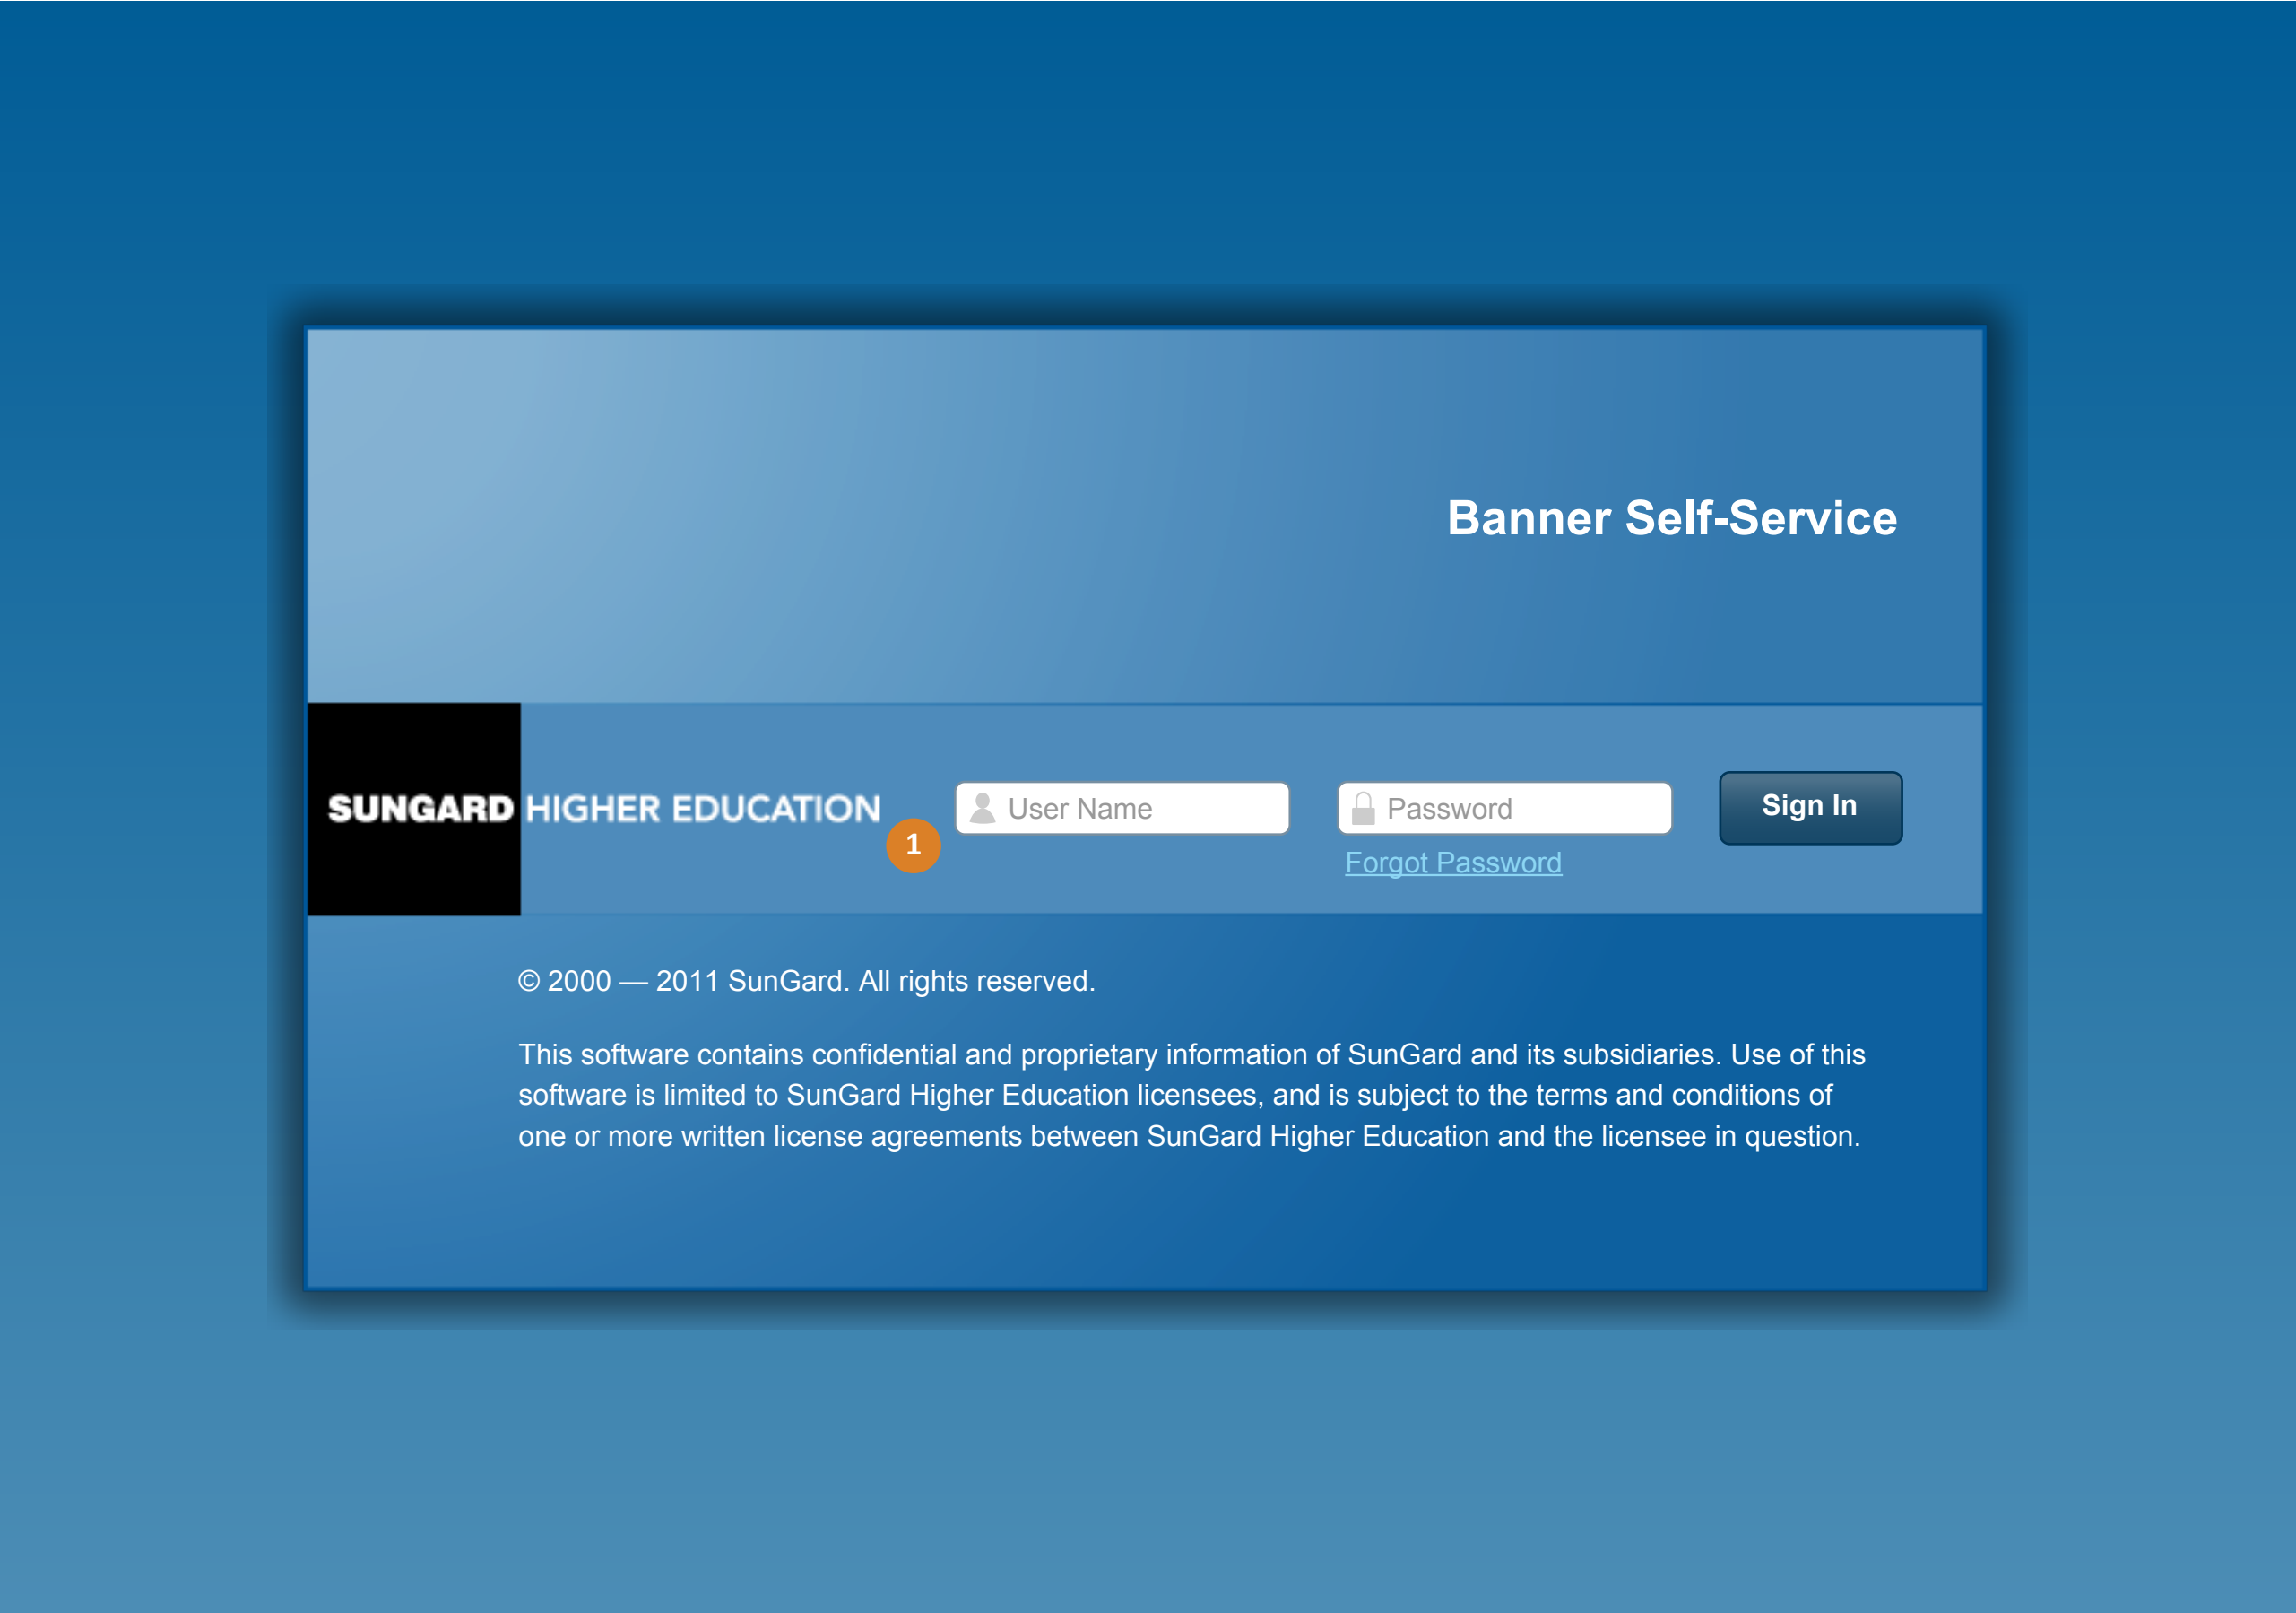 Banner Self-Service
SUNGARD HIGHER EDUCATION
1
User Name
Password
Sign In
Forgot Password
© 2000 — 2011 SunGard. All rights reserved.
This software contains confidential and proprietary information of SunGard and its subsidiaries. Use of this
software is limited to SunGard Higher Education licensees, and is subject to the terms and conditions of
one or more written license agreements between SunGard Higher Education and the licensee in question.